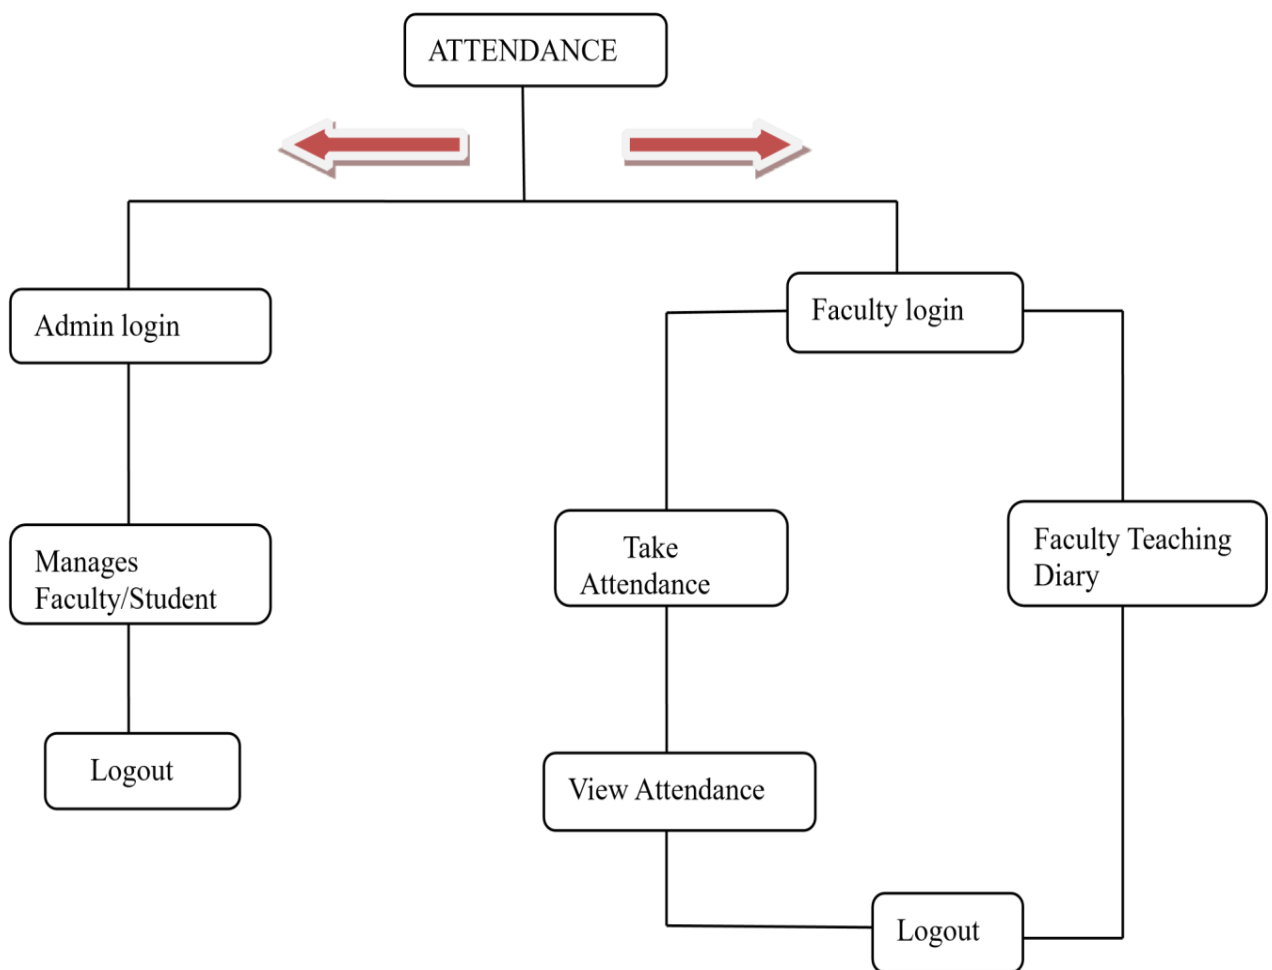 ATTENDANCE
Admin login
Faculty login
Manages
Faculty/Student
Take
Attendance
Faculty Teaching
Diary
Logout
View Attendance
Logout